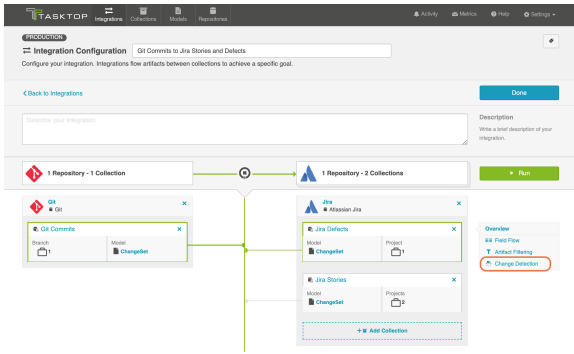 TASKTOP
Integrations
Collections
Models
Repositories
Activity
Metrics
Help
Settings
PRODUCTION
Integration Configuration
Git Commits to Jira Stories and Defects
Configure your integration. Integrations flow artifacts between collections to achieve a specific goal.
Back to Integrations
Done
Describe your integration
Description
Write a brief description of your
integration.
1 Repository - 1 Collection
1 Repository - 2 Collections
Run
Git
Git
Jira
Atlassian Jira
Git Commits
Branch
1
Model
ChangeSet
Jira Defects
Model
ChangeSet
Project
1
Jira Stories
Model
ChangeSet
Projects
2
Add Collection
Overview
Field Flow
Artifact Filtering
Change Detection